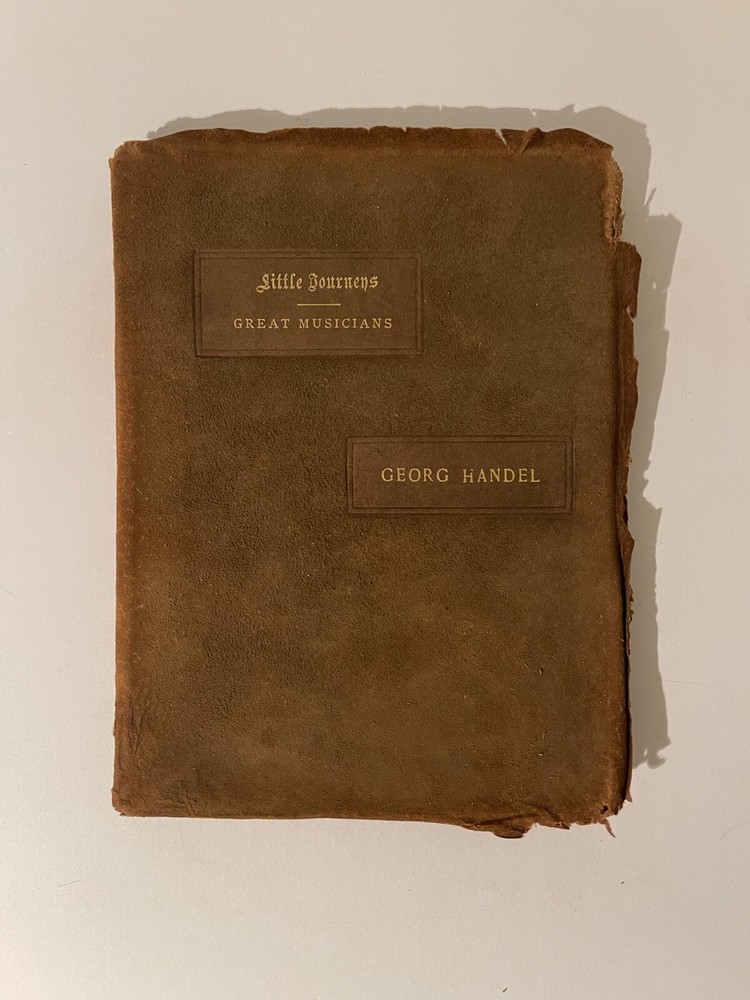 Little Journeys
GREAT MUSICIANS
GEORG HANDEL